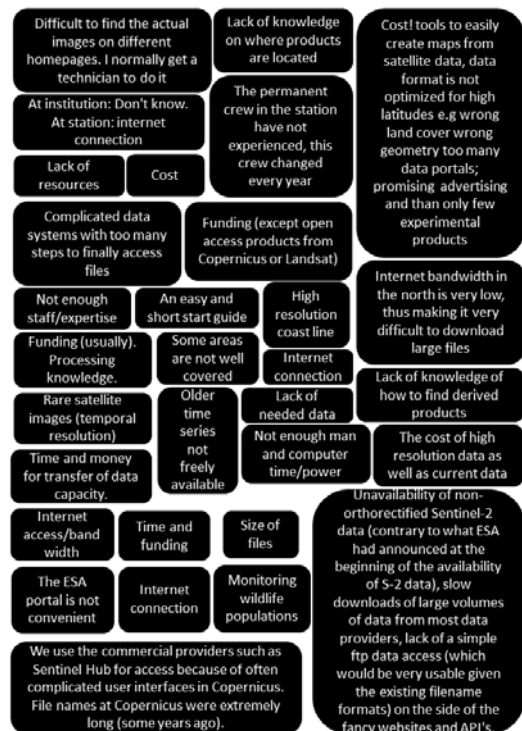 Difficult to find the actual
images on different
homepages. I normally get a
technician to do it
Lack of knowledge
on where products
are located
Cost! tools to easily
create maps from
satellite data, data
format is not
optimized for high
latitudes e.g wrong
land cover wrong
geometry too many
data portals;
promising advertising
and than only few
experimental
products
At institution: Don't know.
At station: internet
connection
The permanent
crew in the station
have not
experienced, this
crew changed
every year
Lack of
resources
Cost
Complicated data
systems with too many
steps to finally access
files
Funding (except open
access products from
Copernicus or Landsat)
Internet bandwidth in
the north is very low,
thus making it very
difficult to download
large files
Not enough
staff/expertise
An easy and
short start guide
High
resolution
coast line
Funding (usually).
Processing
knowledge.
Some areas
are not well
covered
Internet
connection
Lack of knowledge of
how to find derived
products
Rare satellite
images (temporal
resolution)
Older
time
series
not
freely
available
Lack of
needed data
Not enough man
and computer
time/power
The cost of high
resolution data as
well as current data
Time and money
for transfer of data
capacity.
Internet
access/band
width
Time and
funding
Size of
files
Unavailability of non-
orthorectified Sentinel-2
data (contrary to what ESA
had announced at the
beginning of the availability
of S-2 data), slow
downloads of large volumes
of data from most data
providers, lack of a simple
ftp data access (which
would be very usable given
the existing filename
formats) on the side of the
fancy websites and API's
The ESA
portal is not
convenient
Internet
connection
Monitoring
wildlife
populations
We use the commercial providers such as
Sentinel Hub for access because of often
complicated user interfaces in Copernicus.
File names at Copernicus were extremely
long (some years ago).